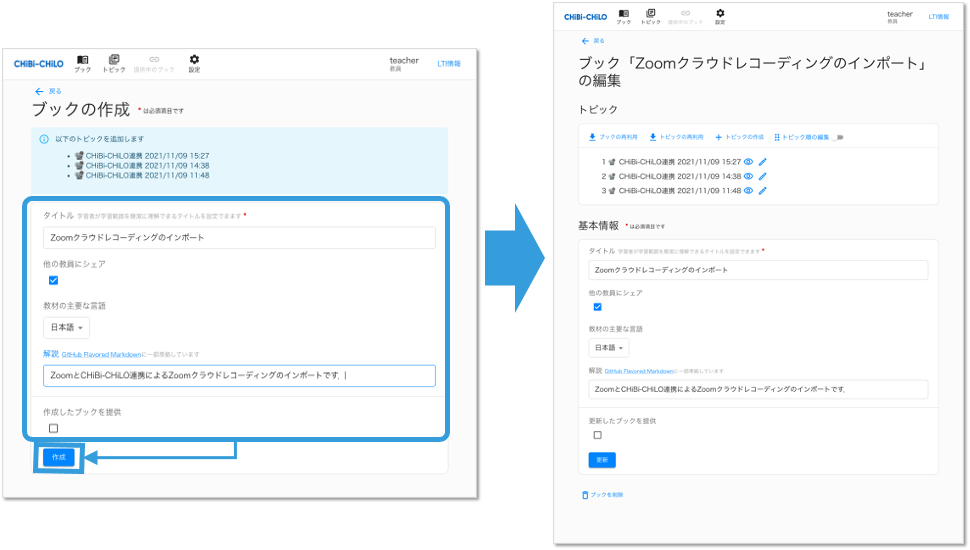 CHiBi-CHiLO
ブック
トピック
提供中のブック
設定
teacher
教員
LTI情報
戻る
ブックの作成 * は必須項目です
以下のトピックを追加します
CHiBi-CHiLO連携 2021/11/09 15:27
CHiBi-CHiLO連携 2021/11/09 14:38
CHiBi-CHiLO連携 2021/11/09 11:48
タイトル 学習者が学習範囲を簡潔に理解できるタイトルを設定できます *
Zoomクラウドレコーディングのインポート
他の教員にシェア
教材の主要な言語
日本語
解説 GitHub Flavored Markdownに一部準拠しています
ZoomとCHiBi-CHiLO連携によるZoomクラウドレコーディングのインポートです．
作成したブックを提供
作成
CHiBi-CHiLO
ブック
トピック
提供中のブック
設定
teacher
教員
LTI情報
戻る
ブック「Zoomクラウドレコーディングのインポート」
の編集
トピック
ブックの再利用 トピックの再利用 トピックの作成 トピック順の編集
1 CHiBi-CHiLO連携 2021/11/09 15:27
2 CHiBi-CHiLO連携 2021/11/09 14:38
3 CHiBi-CHiLO連携 2021/11/09 11:48
基本情報 * は必須項目です
タイトル 学習者が学習範囲を簡潔に理解できるタイトルを設定できます *
Zoomクラウドレコーディングのインポート
他の教員にシェア
教材の主要な言語
日本語
解説 GitHub Flavored Markdownに一部準拠しています
ZoomとCHiBi-CHiLO連携によるZoomクラウドレコーディングのインポートです．
更新したブックを提供
更新
ブックを削除